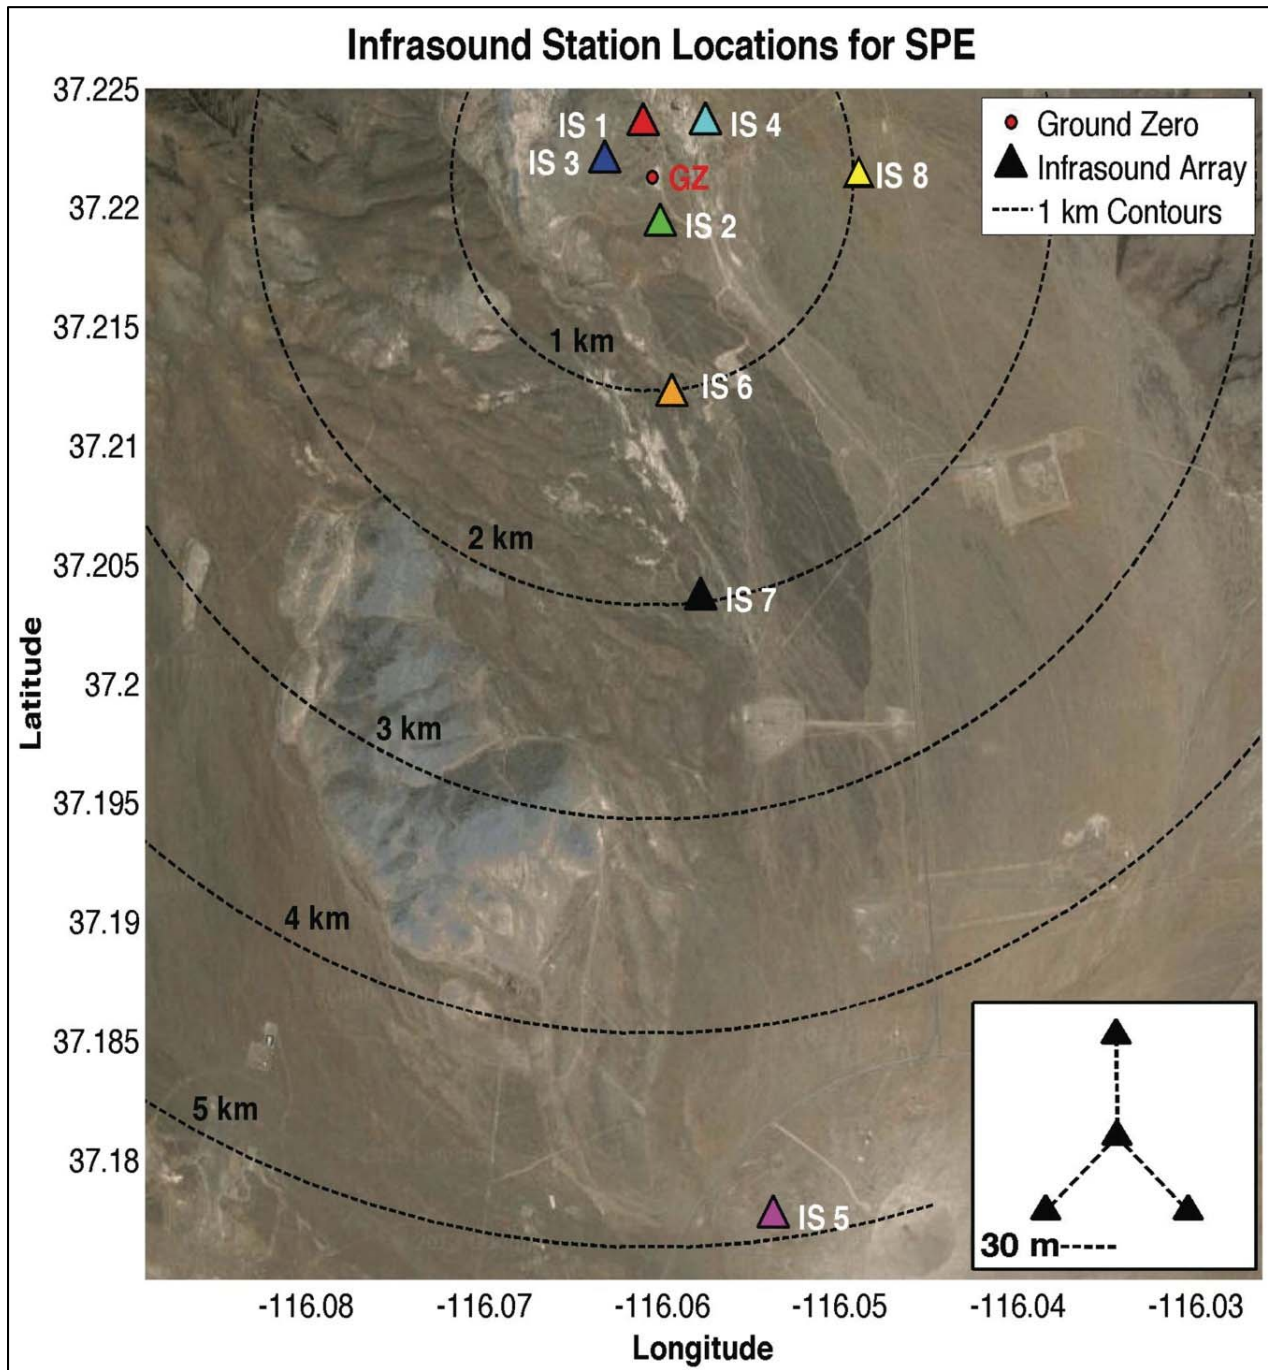 Infrasound Station Locations for SPE
37.225
37.22
37.215
37.21
37.205
37.2
37.195
37.19
37.185
37.18
Latitude
IS 1
IS 4
IS 3
GZ
IS 8
IS 2
Ground Zero
Infrasound Array
1 km Contours
1 km
IS 6
2 km
IS 7
3 km
4 km
5 km
IS 5
30 m
-116.08
-116.07
-116.06
-116.05
-116.04
-116.03
Longitude